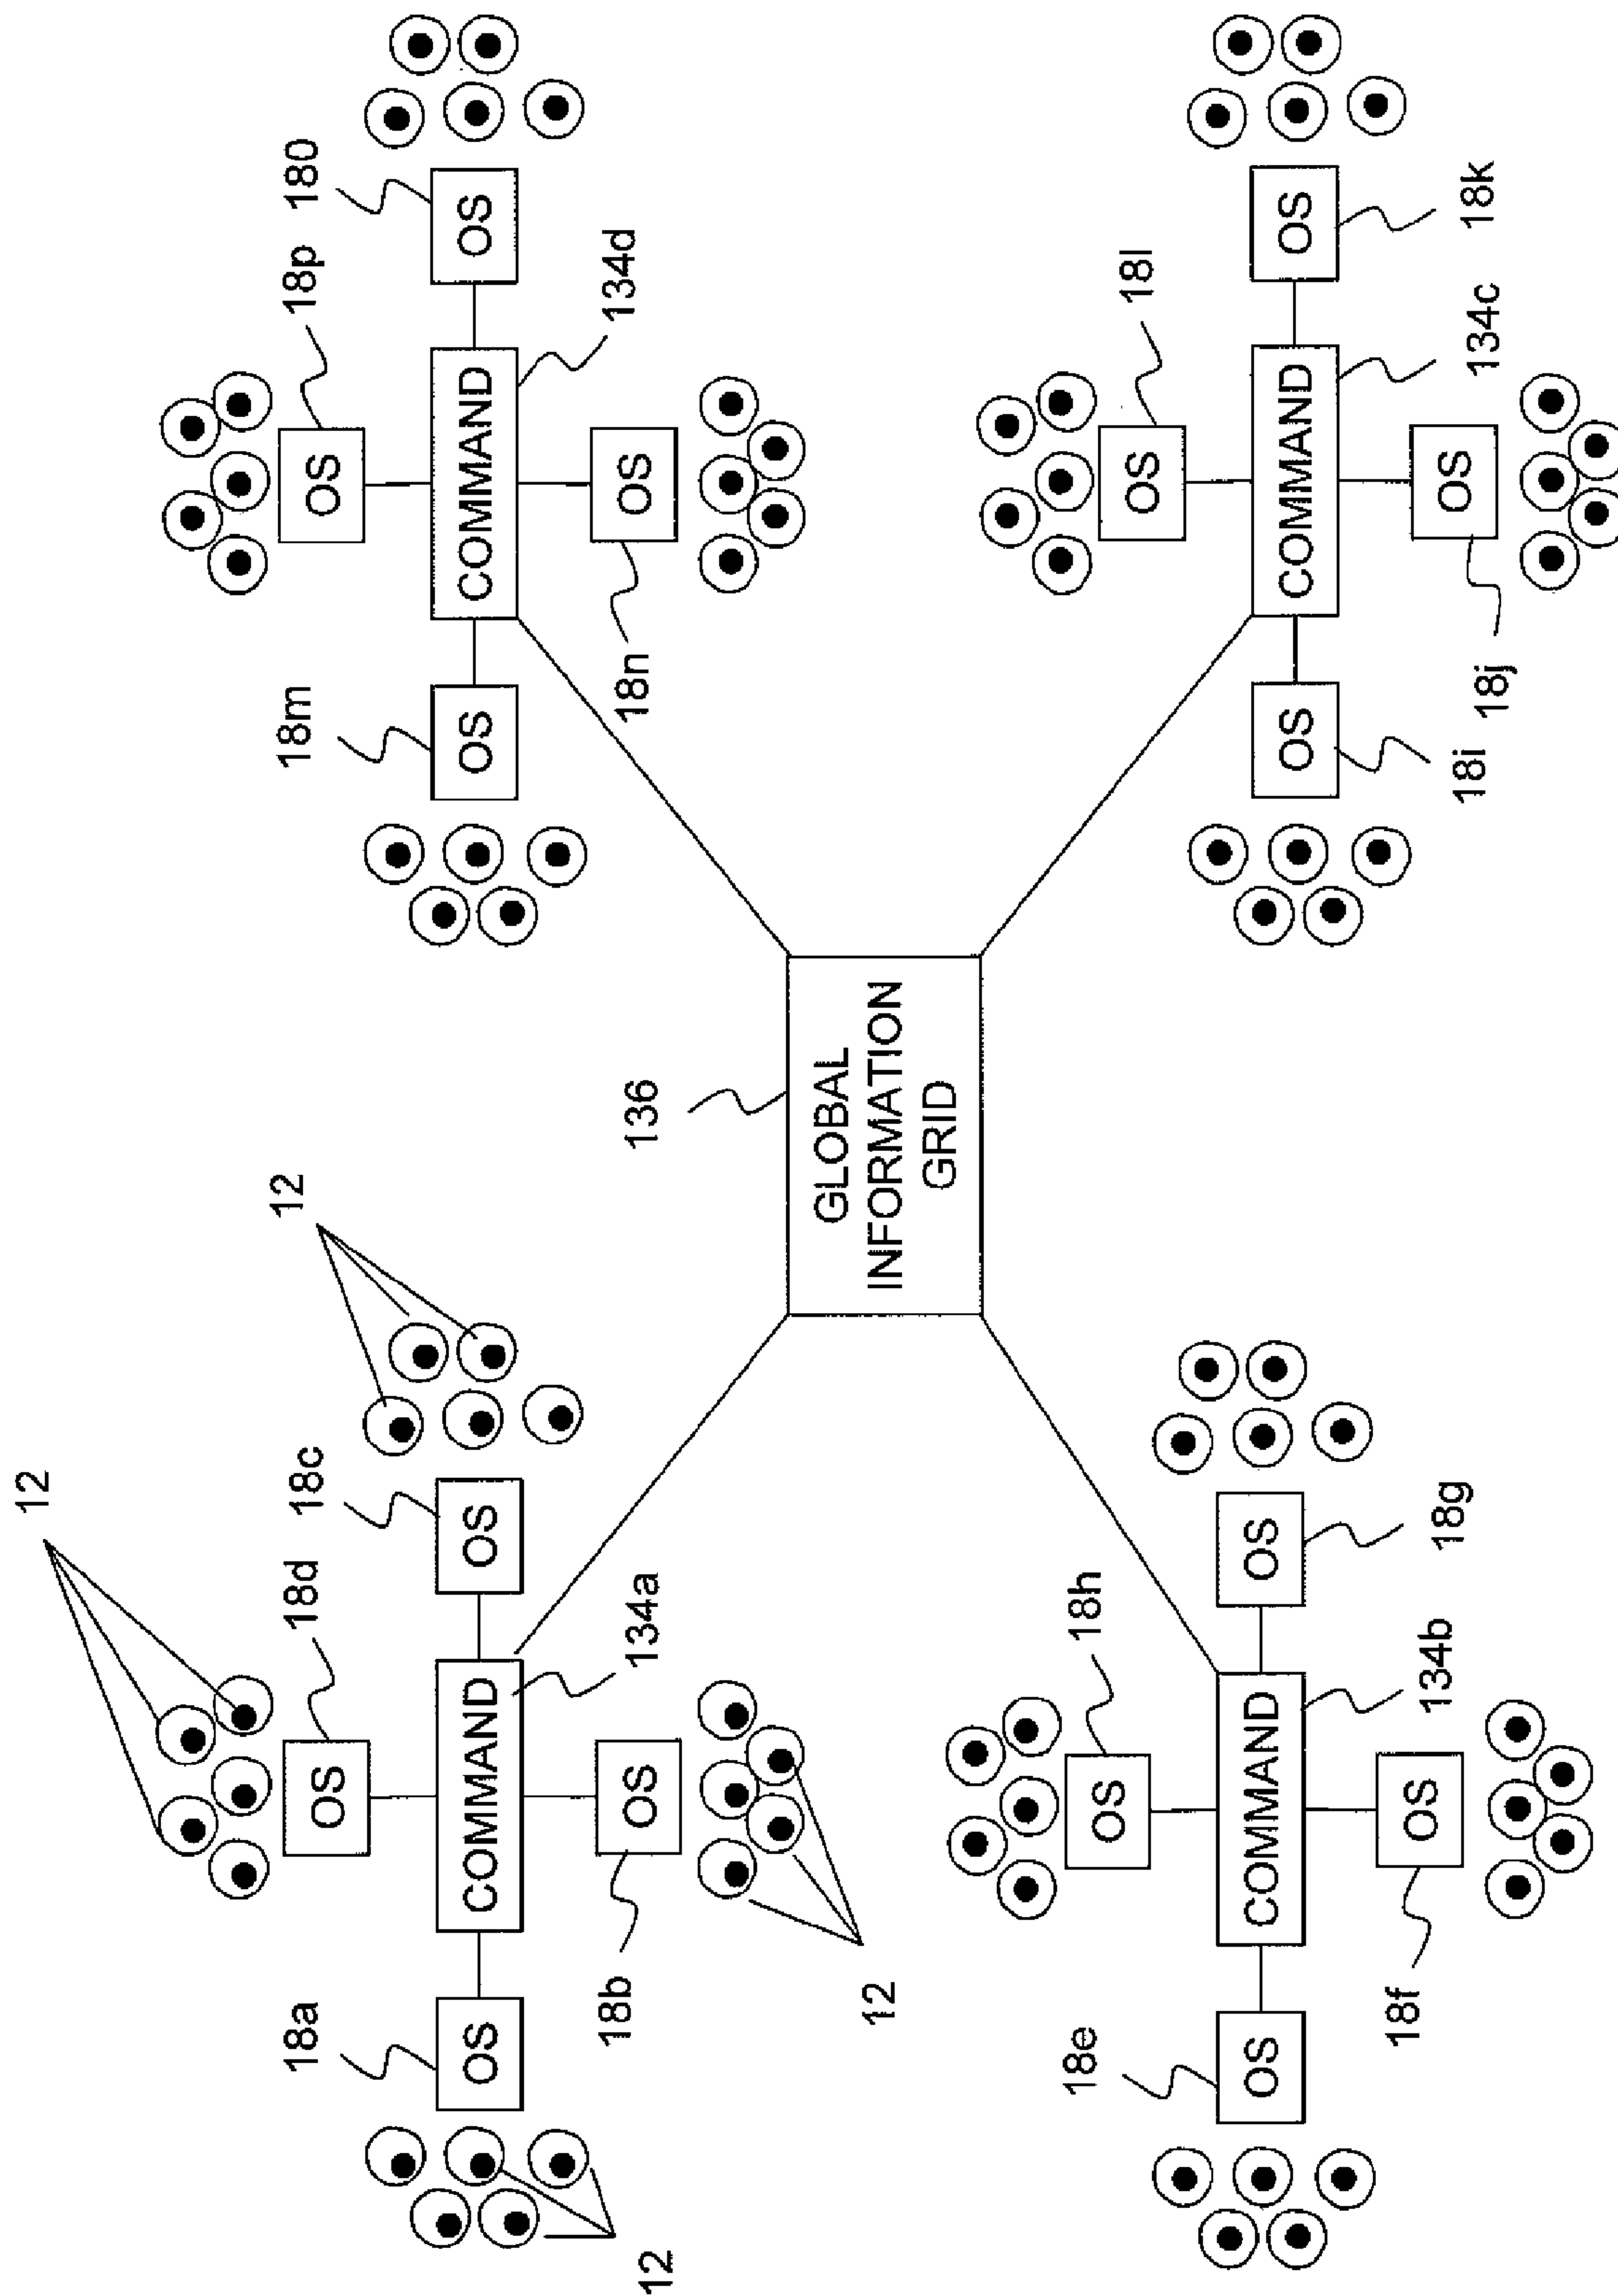 12
12
18a
18d
18c
18m
18p
180
OS
OS
OS
COMMAND
OS
OS
COMMAND
OS
18b
OS
134a
18n
OS
134d
12
136
12
GLOBAL
INFORMATION
GRID
18e
18h
18l
OS
OS
OS
COMMAND
OS
OS
COMMAND
OS
18f
OS
134b
18g
18i
18j
OS
134c
18k